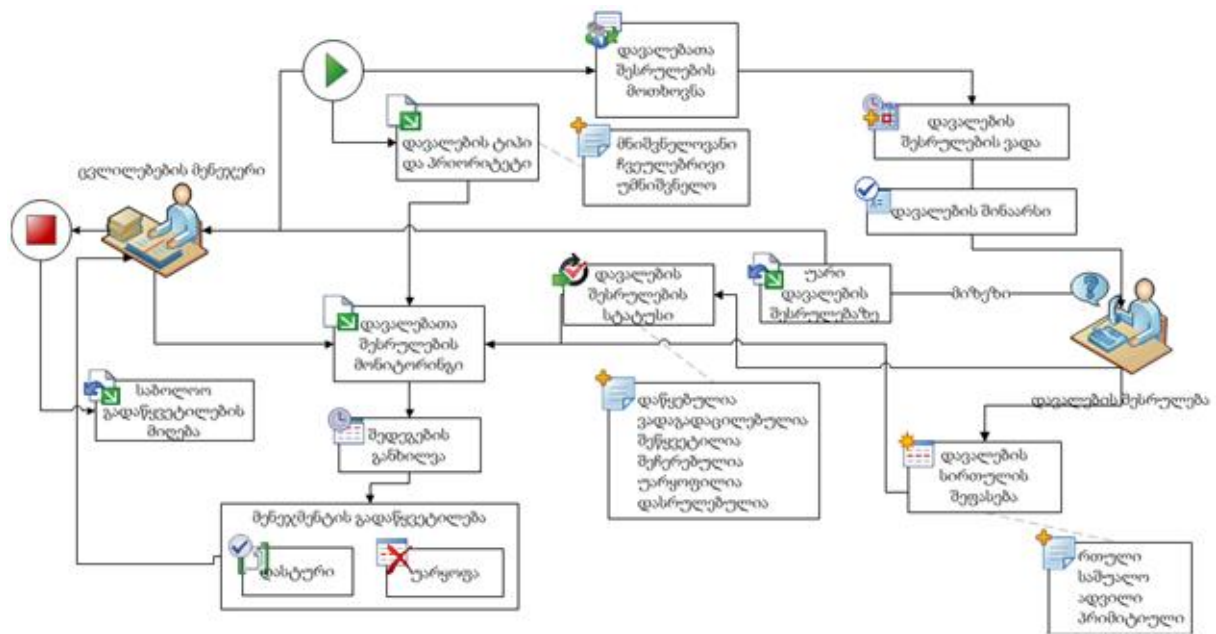 დავალებათა
შესრულების
მოთხოვნა
დავალების ტიპი
და პრიორიტეტი
მნიშვნელოვანი
ჩვეულებრივი
უმნიშვნელო
დავალების
შესრულების ვადა
ცვლილებების მენეჯერი
დავალების შინაარსი
დავალების
შესრულების
სტატუსი
უარი
დავალების
შესრულებაზე
მიზეზი
დავალებათა
შესრულების
მონიტორინგი
საბოლოო
გადაწყვეტილების
მიღება
დაწყებულია
ვადაგადაცილებულია
შეწყვეტილია
შეჩერებულია
უარყოფილია
დასრულებულია
დავალების შესრულება
შედეგების
განხილვა
დავალების
სირთულის
შეფასება
მენეჯმენტის გადაწყვეტილება
დასტური
უარყოფა
რთული
საშუალო
ადვილი
პრიმიტიული